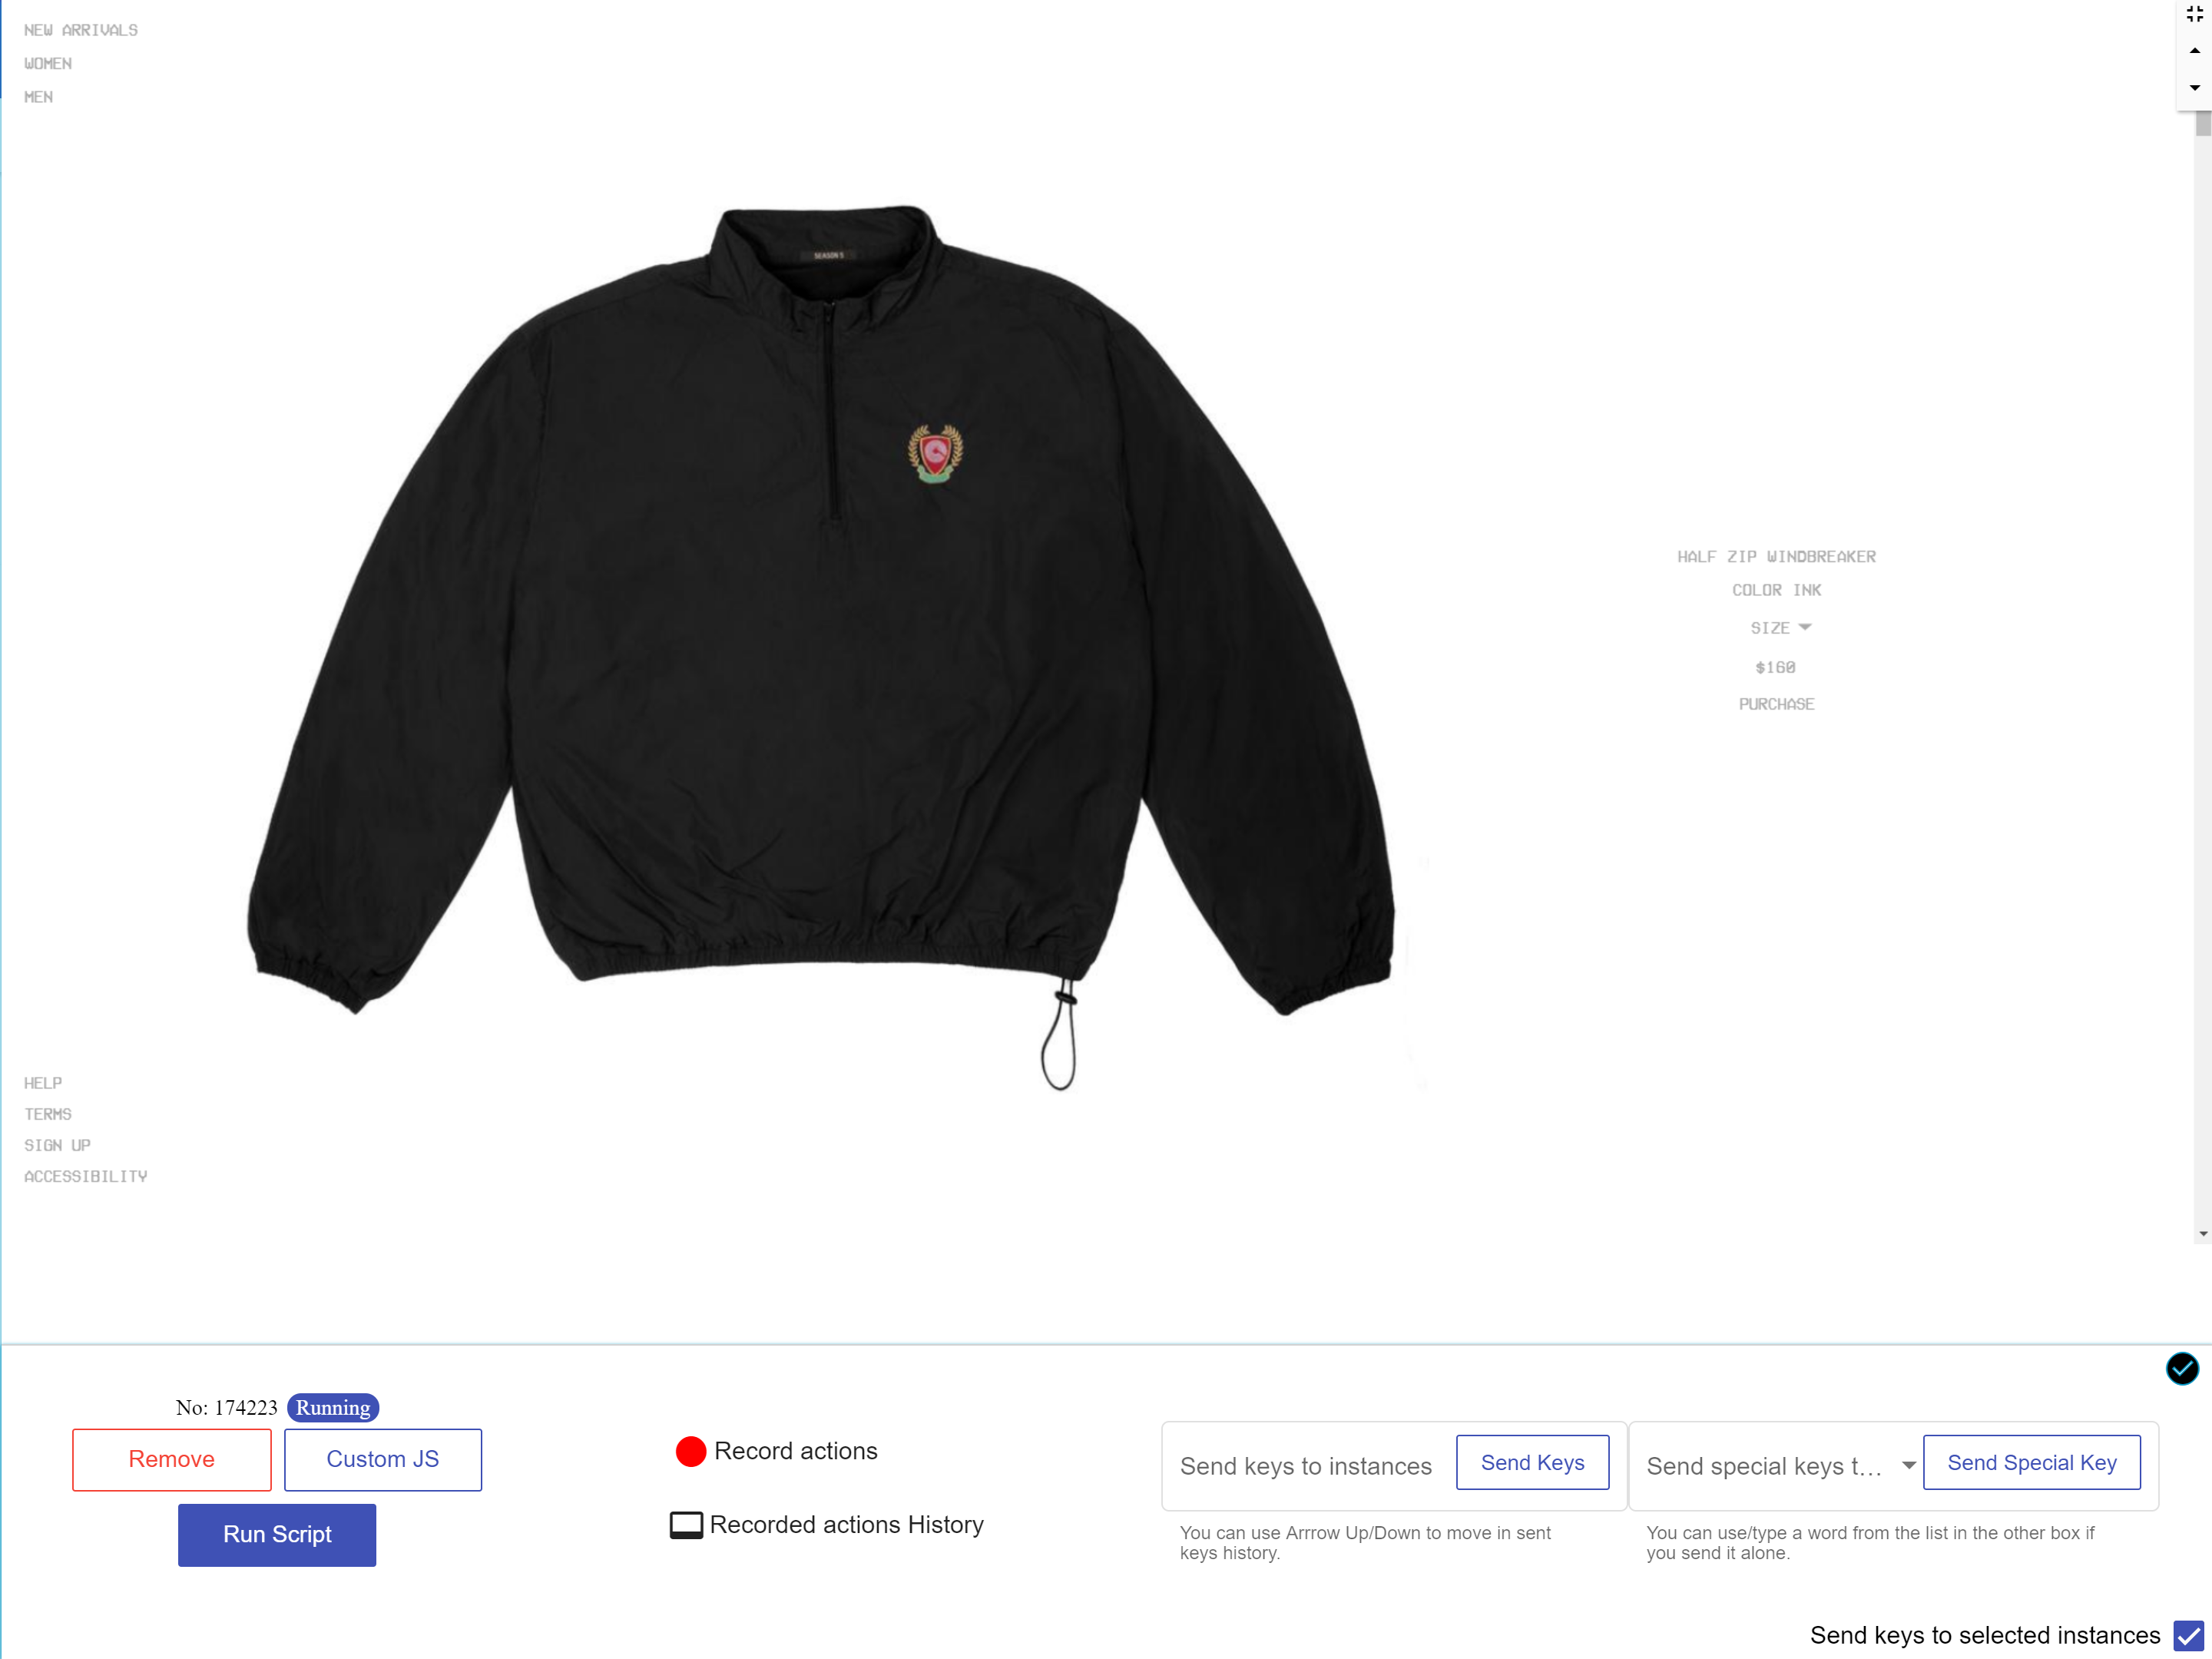 NEW ARRIVALS
WOMEN
MEN
SEASON 5
HALF ZIP WINDBREAKER
COLOR INK
SIZE
$160
PURCHASE
HELP
TERMS
SIGN UP
ACCESSIBILITY
No: 174223 Running
Remove
Custom JS
Run Script
Record actions
Recorded actions History
Send keys to instances
Send Keys
You can use Arrrow Up/Down to move in sent
keys history.
Send special keys t...
Send Special Key
You can use/type a word from the list in the other box if
you send it alone.
Send keys to selected instances